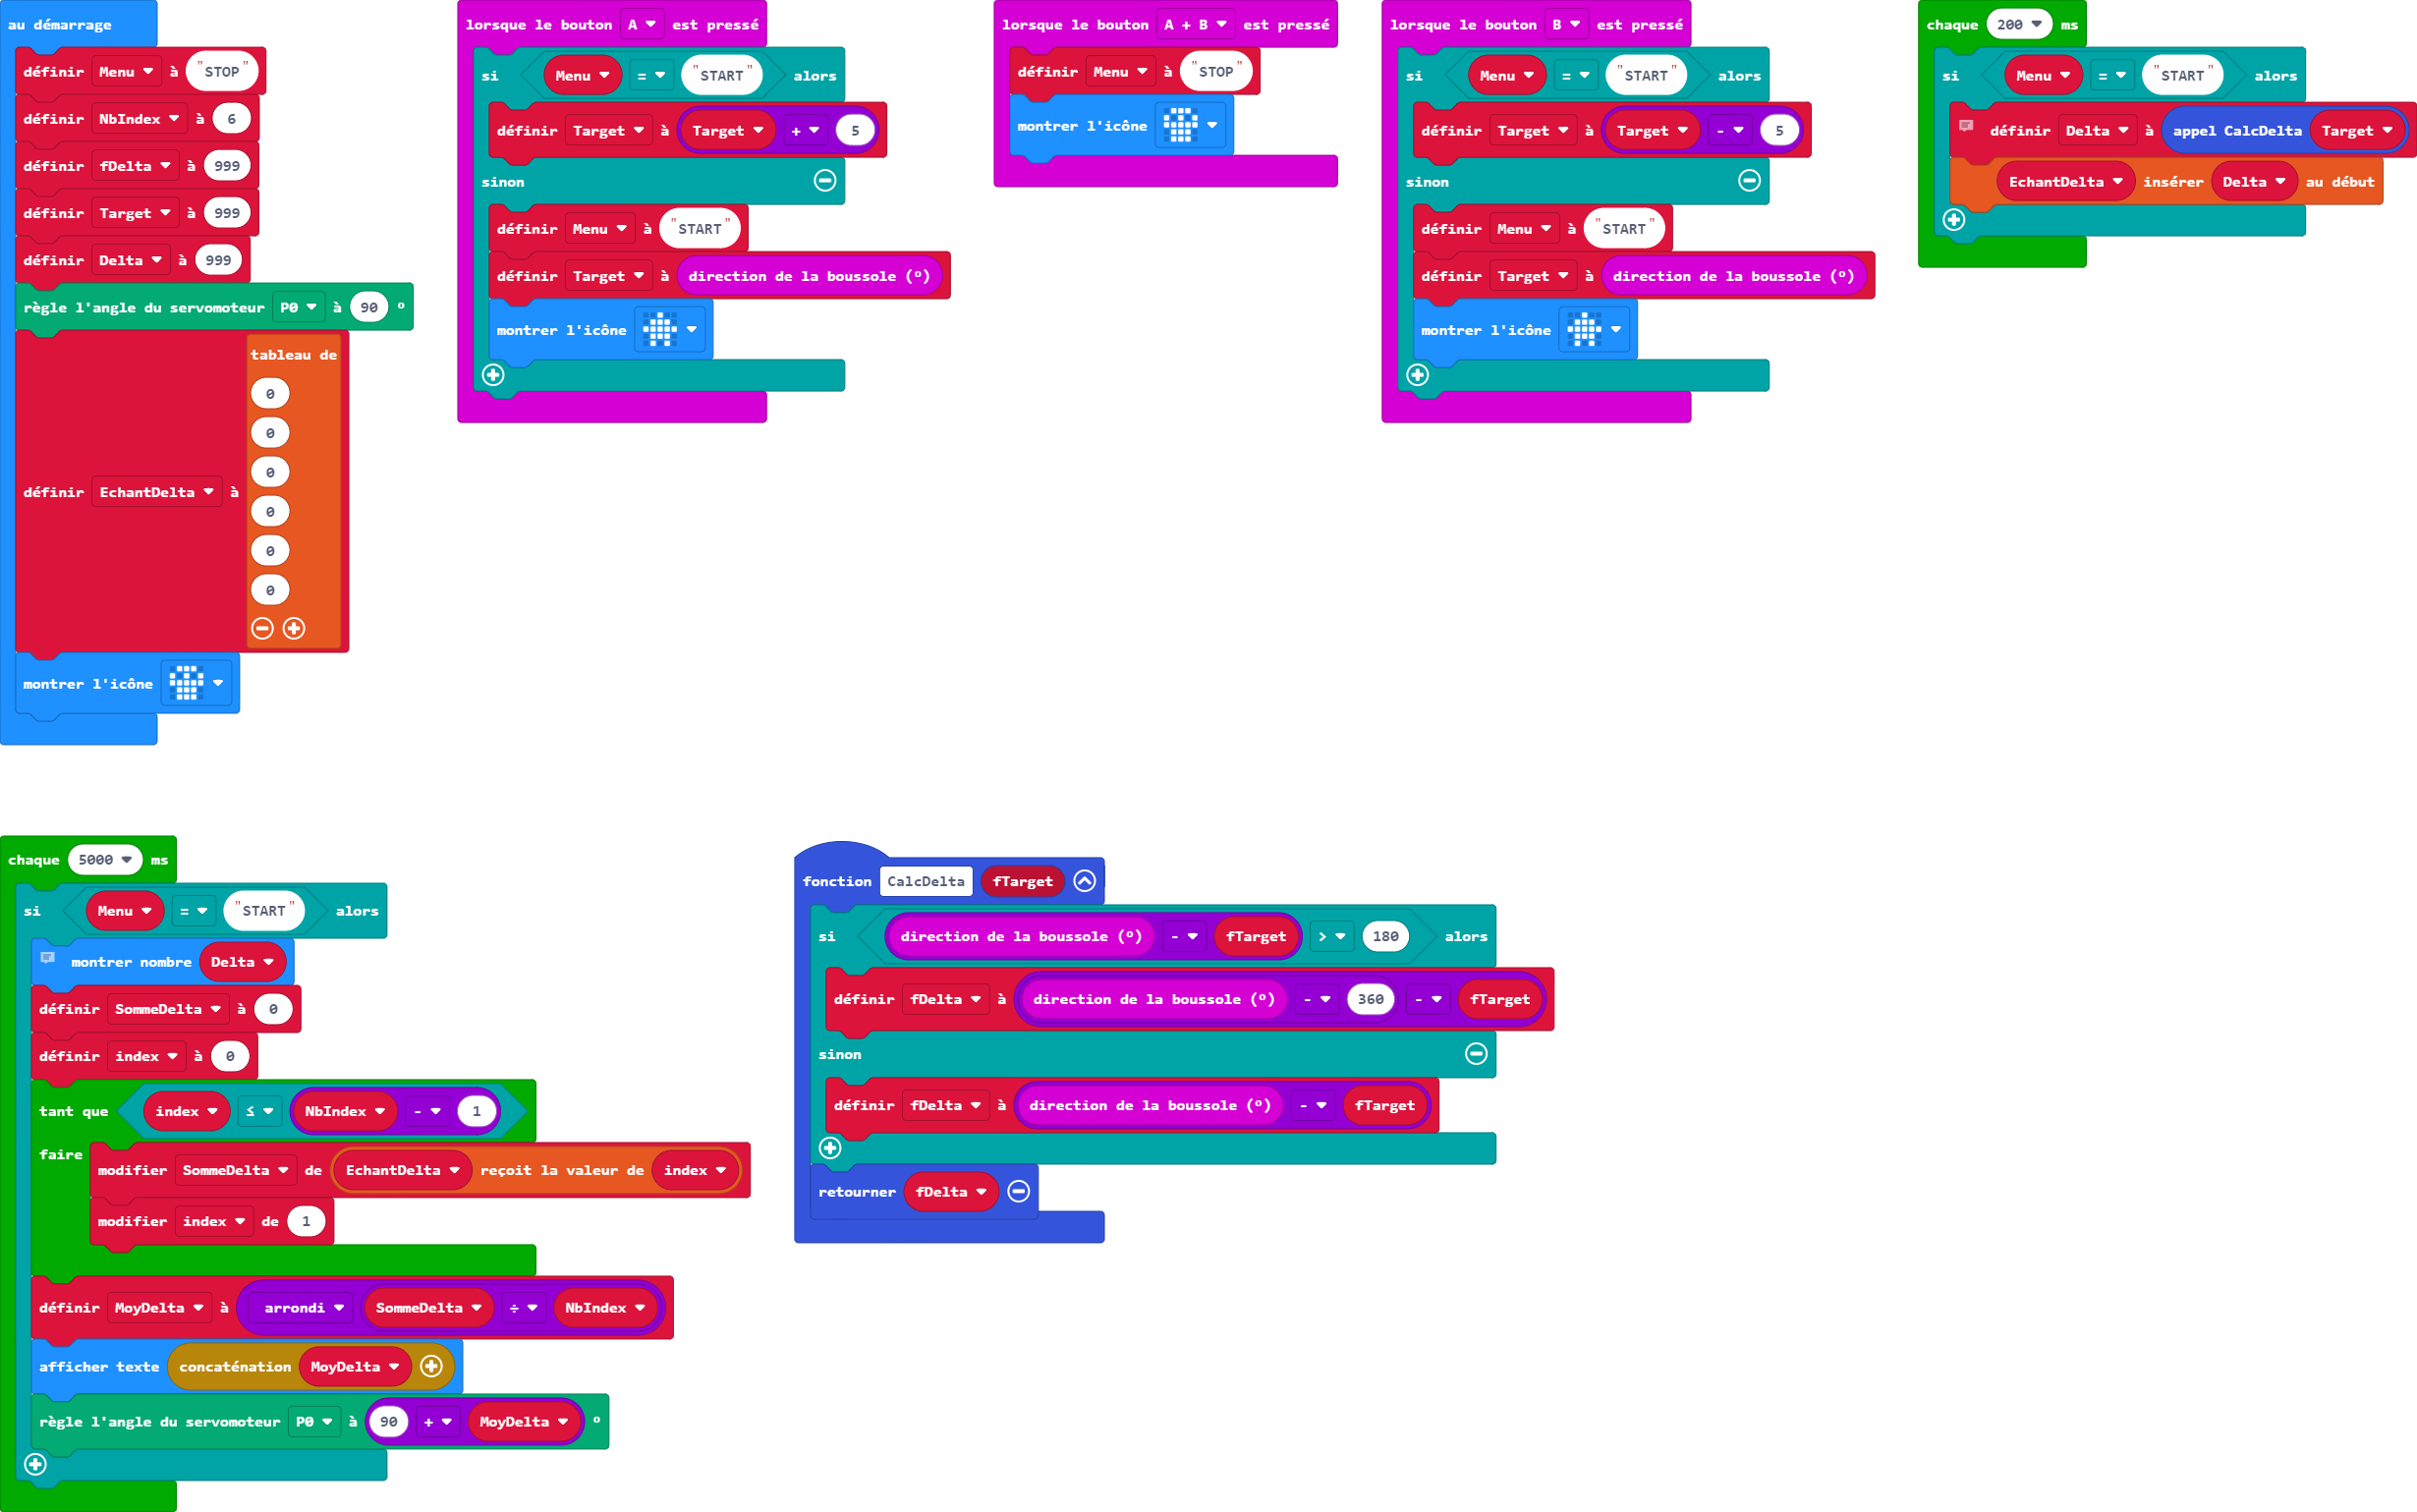 au démarrage
définir Menu à "STOP"
définir NbIndex à 6
définir fDelta à 999
définir Target à 999
définir Delta à 999
règle l'angle du servomoteur P0 à 90 º
définir EchantDelta à tableau de
0
0
0
0
0
0
montrer l'icône
lorsque le bouton A est pressé
si Menu = "START" alors
définir Target à Target + 5
sinon
définir Menu à "START"
définir Target à direction de la boussole (º)
montrer l'icône
lorsque le bouton A + B est pressé
définir Menu à "STOP"
montrer l'icône
lorsque le bouton B est pressé
si Menu = "START" alors
définir Target à Target - 5
sinon
définir Menu à "START"
définir Target à direction de la boussole (º)
montrer l'icône
chaque 200 ms
si Menu = "START" alors
définir Delta à appel CalcDelta Target
EchantDelta insérer Delta au début
chaque 5000 ms
si Menu = "START" alors
montrer nombre Delta
définir SommeDelta à 0
définir index à 0
tant que index ≤ NbIndex - 1
faire
modifier SommeDelta de EchantDelta reçoit la valeur de index
modifier index de 1
définir MoyDelta à arrondi SommeDelta ÷ NbIndex
afficher texte concaténation MoyDelta
règle l'angle du servomoteur P0 à 90 + MoyDelta º
fonction CalcDelta fTarget
si direction de la boussole (º) - fTarget > 180 alors
définir fDelta à direction de la boussole (º) - 360 - fTarget
sinon
définir fDelta à direction de la boussole (º) - fTarget
retourner fDelta